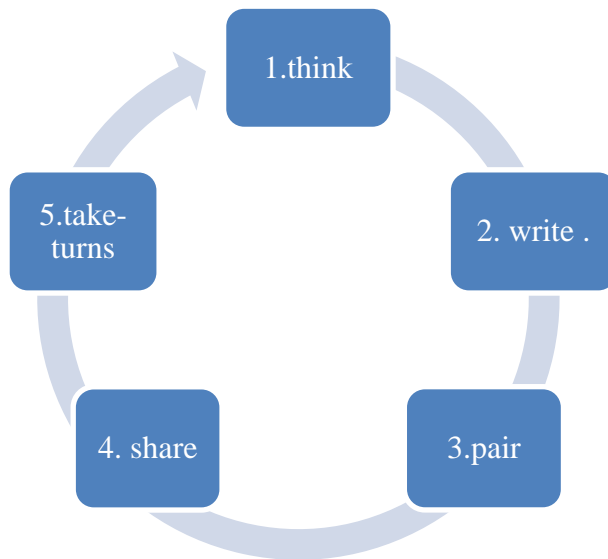 1.think
2. write .
3.pair
4. share
5.take-
turns